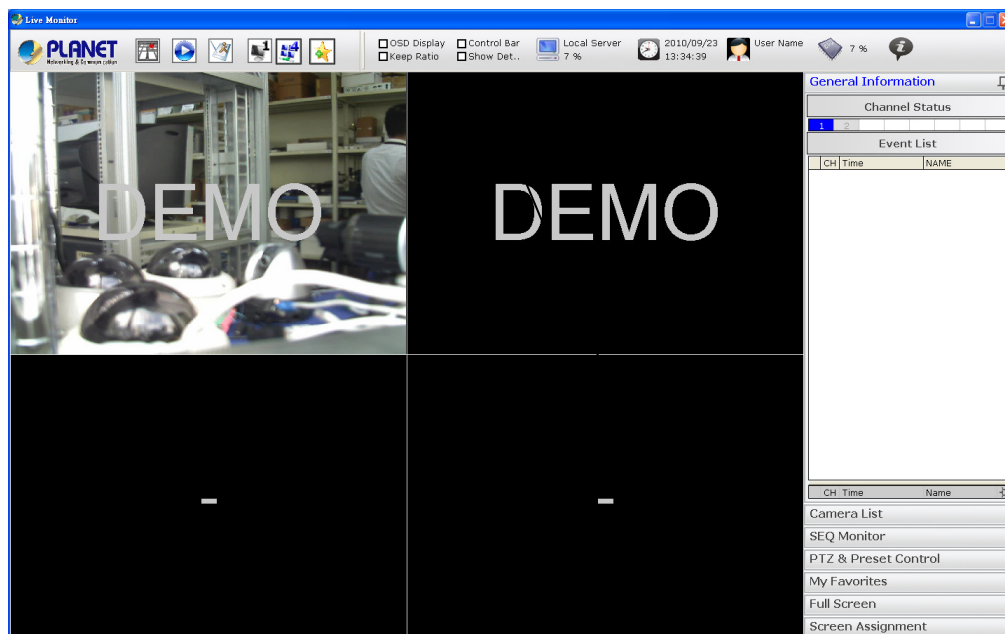 Live Monitor
PLANET
Networking & Communication
1
4
OSD Display
Control Bar
Keep Ratio
Show Det..
Local Server
7 %
2010/09/23
13:34:39
User Name
7 %
General Information
Channel Status
1 2
Event List
CH Time NAME
DEMO
DEMO
-
-
CH Time Name
Camera List
SEQ Monitor
PTZ & Preset Control
My Favorites
Full Screen
Screen Assignment